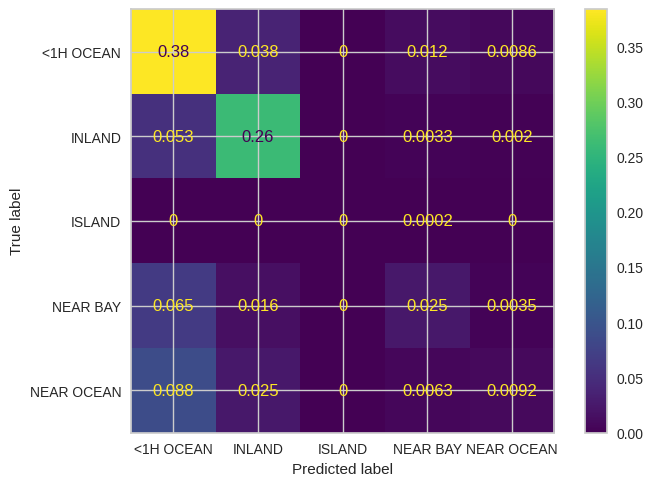 <1H OCEAN 0.38 0.038 0 0.012 0.0086
INLAND 0.053 0.26 0 0.0033 0.002
ISLAND 0 0 0 0.0002 0
NEAR BAY 0.065 0.016 0 0.025 0.0035
NEAR OCEAN 0.088 0.025 0 0.0063 0.0092
<1H OCEAN INLAND ISLAND NEAR BAY NEAR OCEAN
Predicted label
True label
0.35
0.30
0.25
0.20
0.15
0.10
0.05
0.00